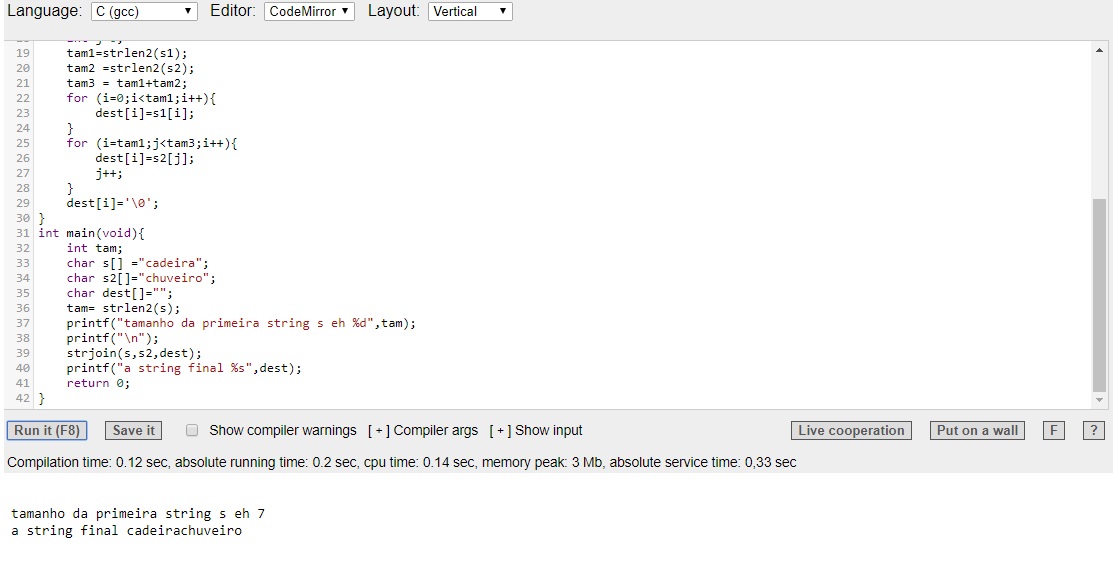 Language: C (gcc) Editor: CodeMirror Layout: Vertical
19 tam1=strlen2(s1);
20 tam2 =strlen2(s2);
21 tam3 = tam1+tam2;
22 for (i=0;i<tam1;i++){
23 dest[i]=s1[i];
24 }
25 for (i=tam1;j<tam3;i++){
26 dest[i]=s2[j];
27 j++;
28 }
29 dest[i]='\0';
30 }
31 int main(void){
32 int tam;
33 char s[] ="cadeira";
34 char s2[]="chuveiro";
35 char dest[]="";
36 tam= strlen2(s);
37 printf("tamanho da primeira string s eh %d",tam);
38 printf("\n");
39 strjoin(s,s2,dest);
40 printf("a string final %s",dest);
41 return 0;
42 }
Run it (F8) Save it Show compiler warnings [+] Compiler args [+] Show input Live cooperation Put on a wall F ?
Compilation time: 0.12 sec, absolute running time: 0.2 sec, cpu time: 0.14 sec, memory peak: 3 Mb, absolute service time: 0,33 sec
tamanho da primeira string s eh 7
a string final cadeirachuveiro